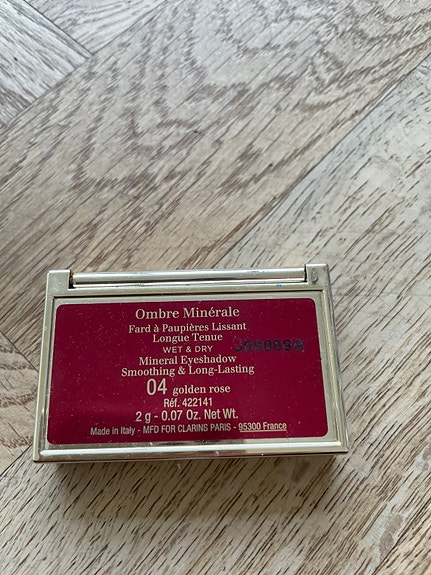 Ombre Minérale
Fard à Paupières Lissant
Longue Tenue
WET & DRY
Mineral Eyeshadow
Smoothing & Long-Lasting
04 golden rose
Réf. 422141
2 g - 0.07 Oz. Net Wt.
Made in Italy - MFD FOR CLARINS PARIS - 95300 France